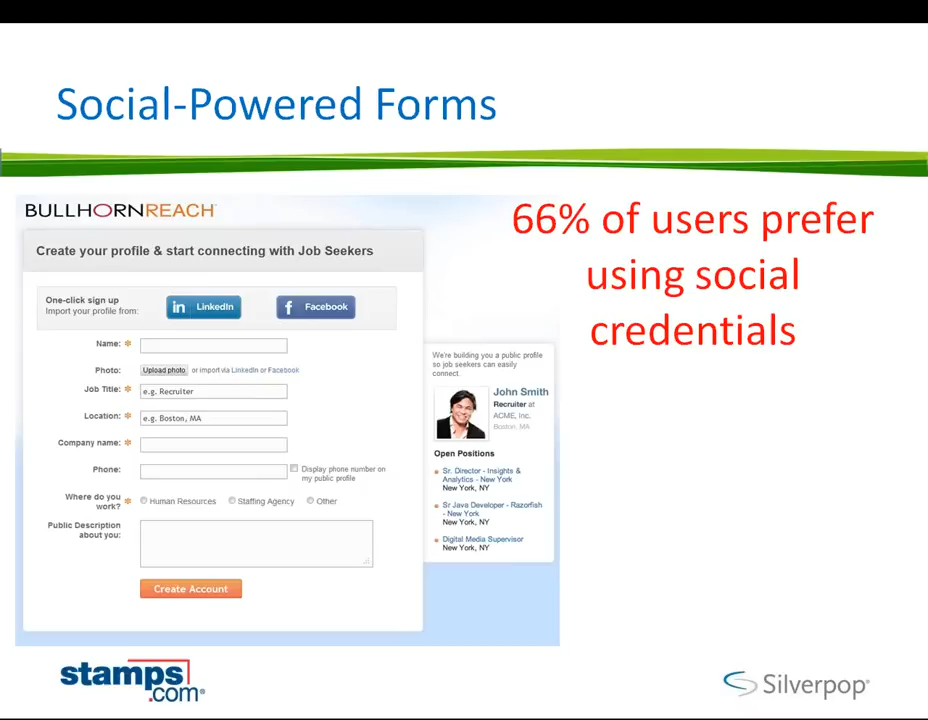 Social-Powered Forms
BULLHORNREACH
Create your profile & start connecting with Job Seekers
One-click sign up
Import your profile from:
in LinkedIn
f Facebook
Name: *
Photo: Upload photo or import via LinkedIn or Facebook
Job Title: * e.g. Recruiter
Location: * e.g. Boston, MA
Company name: *
Phone:
Display phone number on
my public profile
Where do you
work? *
Human Resources Staffing Agency Other
Public Description
about you:
Create Account
We're building you a public profile
so job seekers can easily
connect.
John Smith
Recruiter at
ACME, Inc.
Boston, MA
Open Positions
Sr. Director - Insights &
Analytics - New York
New York, NY
Sr Java Developer - Razorfish
- New York
New York, NY
Digital Media Supervisor
New York, NY
66% of users prefer
using social
credentials
stamps
.com®
Silverpop®